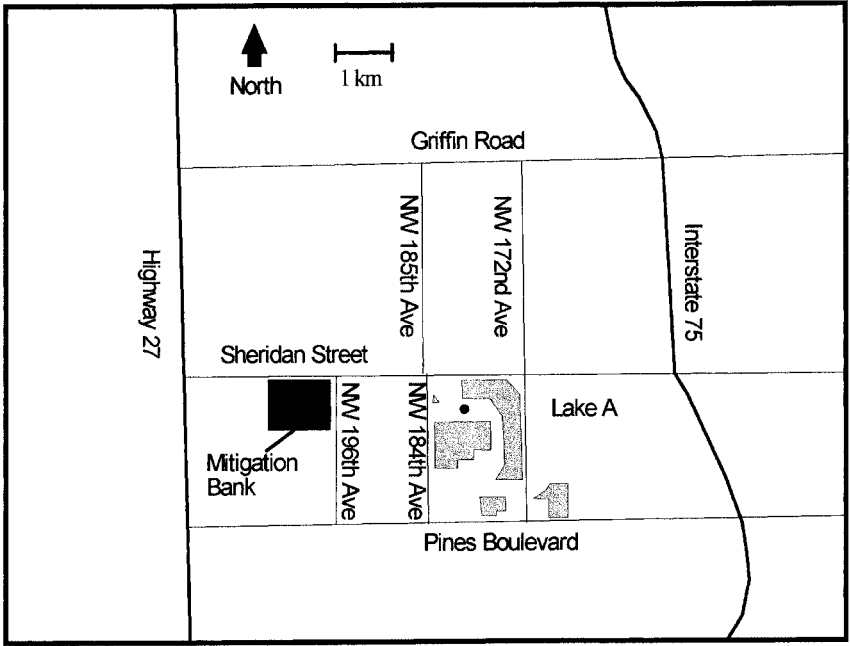 North
1 km
Griffin Road
NW 185th Ave
NW 172nd Ave
Interstate 75
Highway 27
Sheridan Street
NW 196th Ave
NW 184th Ave
Lake A
Mitigation
Bank
Pines Boulevard